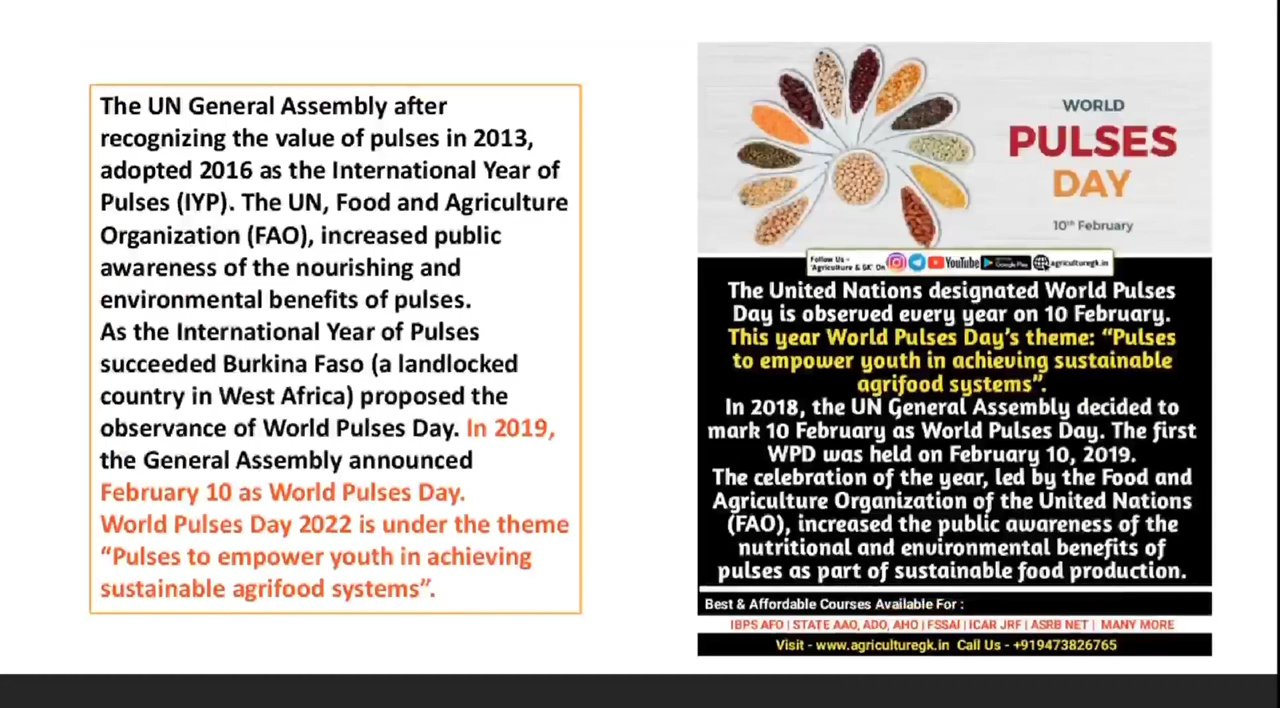 The UN General Assembly after
recognizing the value of pulses in 2013,
adopted 2016 as the International Year of
Pulses (IYP). The UN, Food and Agriculture
Organization (FAO), increased public
awareness of the nourishing and
environmental benefits of pulses.
As the International Year of Pulses
succeeded Burkina Faso (a landlocked
country in West Africa) proposed the
observance of World Pulses Day. In 2019,
the General Assembly announced
February 10 as World Pulses Day.
World Pulses Day 2022 is under the theme
“Pulses to empower youth in achieving
sustainable agrifood systems”.
WORLD
PULSES
DAY
10th February
Follow Us -
'Agriculture & GK' On
YouTube
Google Play
agriculturegk.in
The United Nations designated World Pulses
Day is observed every year on 10 February.
This year World Pulses Day's theme: “Pulses
to empower youth in achieving sustainable
agrifood systems”.
In 2018, the UN General Assembly decided to
mark 10 February as World Pulses Day. The first
WPD was held on February 10, 2019.
The celebration of the year, led by the Food and
Agriculture Organization of the United Nations
(FAO), increased the public awareness of the
nutritional and environmental benefits of
pulses as part of sustainable food production.
Best & Affordable Courses Available For :
IBPS AFO | STATE AAO, ADO, AHO | FSSAI | ICAR JRF | ASRB NET | MANY MORE
Visit - www.agriculturegk.in Call Us - +919473826765